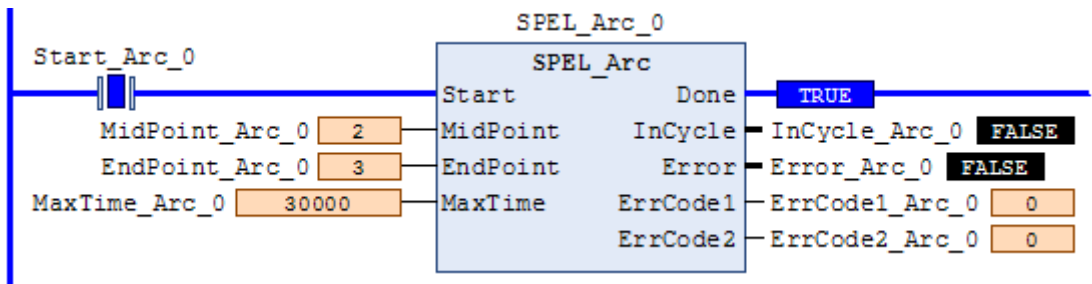 SPEL_Arc_0
Start_Arc_0
SPEL_Arc
Start Done TRUE
MidPoint_Arc_0 2 MidPoint InCycle InCycle_Arc_0 FALSE
EndPoint_Arc_0 3 EndPoint Error Error_Arc_0 FALSE
MaxTime_Arc_0 30000 MaxTime ErrCode1 ErrCode1_Arc_0 0
ErrCode2 ErrCode2_Arc_0 0